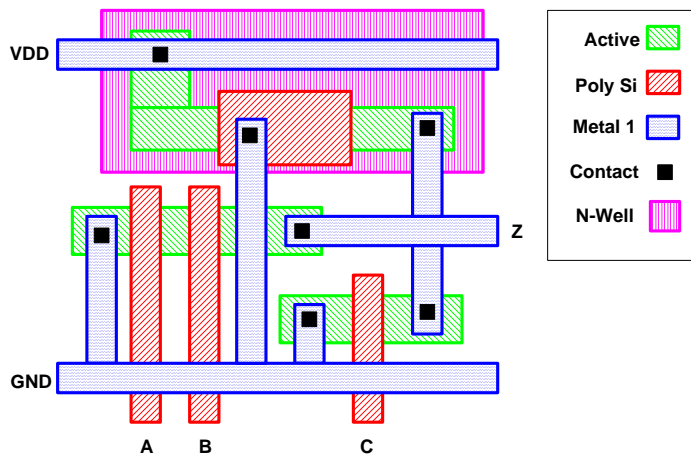 VDD
GND
A
B
C
Z
Active
Poly Si
Metal 1
Contact
N-Well